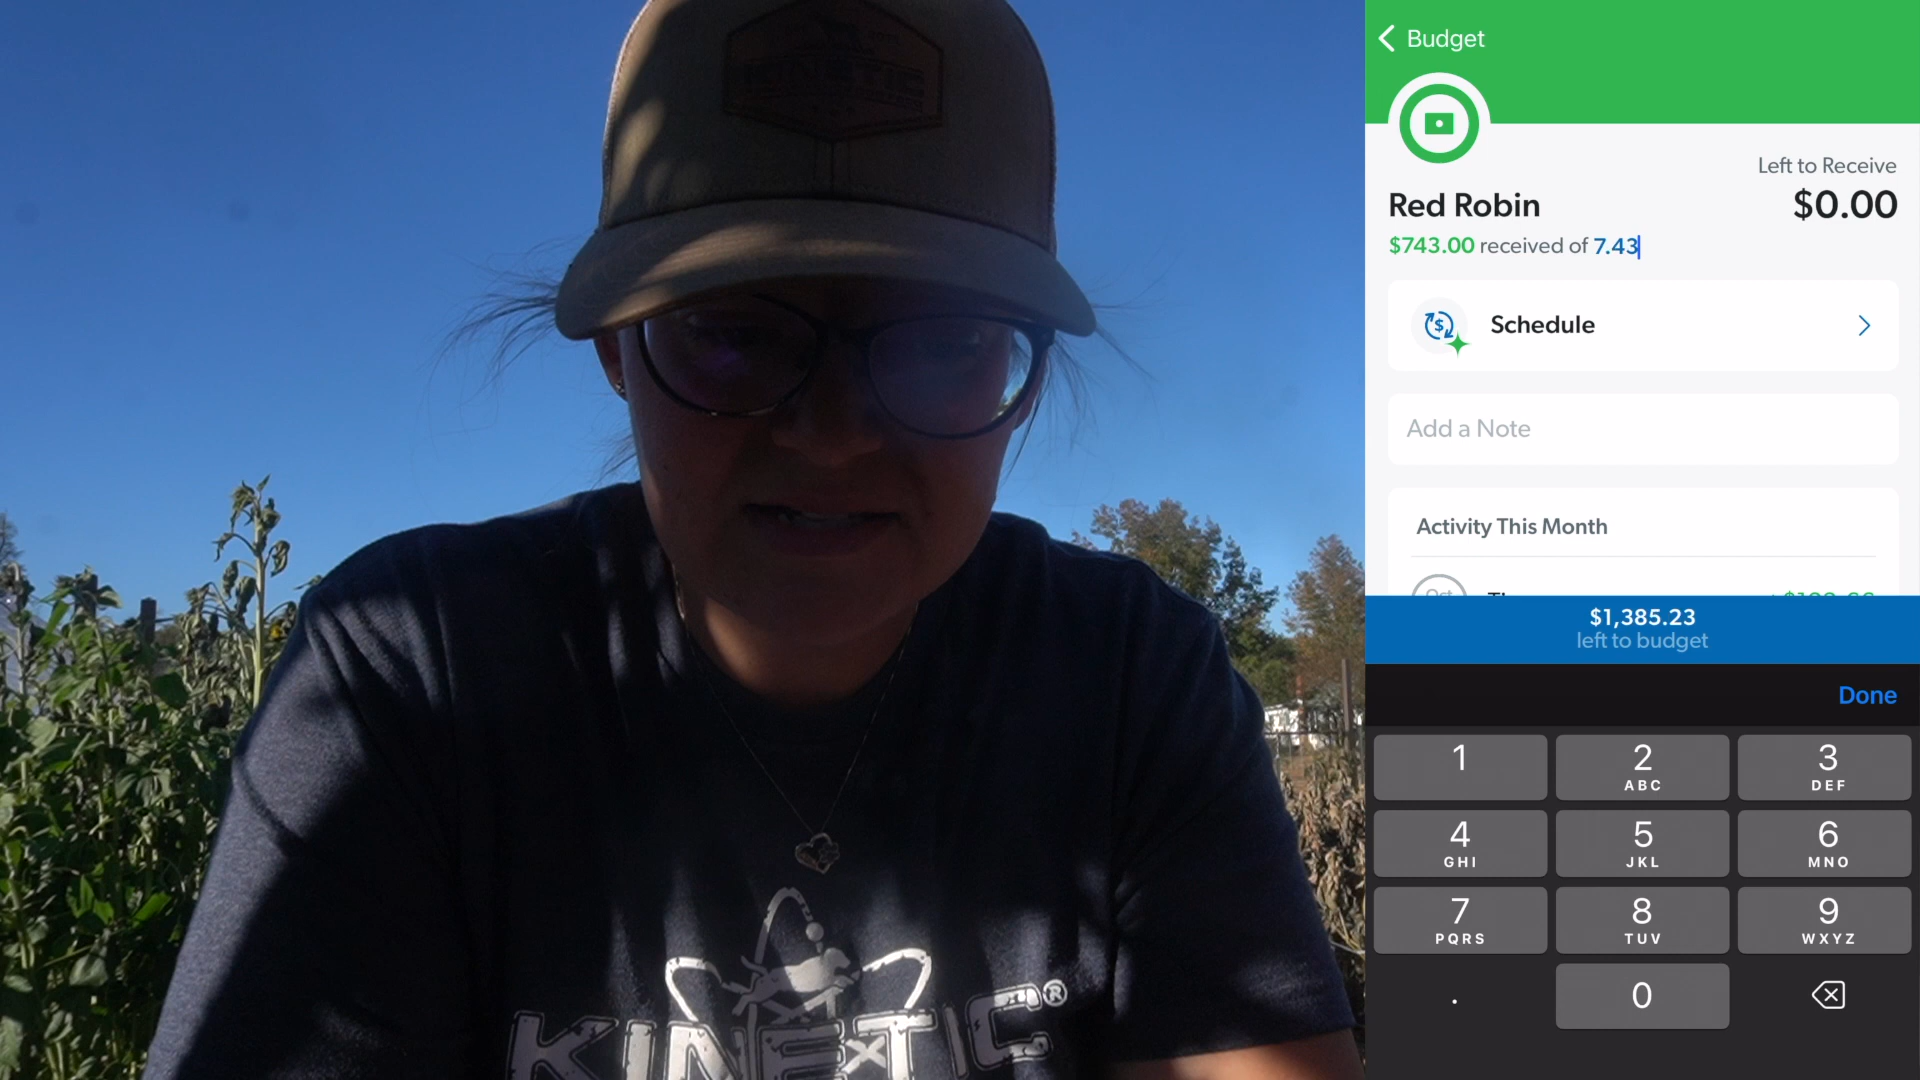 KINETIC
KINETIC®
Budget
Left to Receive
Red Robin
$0.00
$743.00 received of 7.43
Schedule
Add a Note
Activity This Month
$1,385.23
left to budget
Done
1
2
ABC
3
DEF
4
GHI
5
JKL
6
MNO
7
PQRS
8
TUV
9
WXYZ
.
0